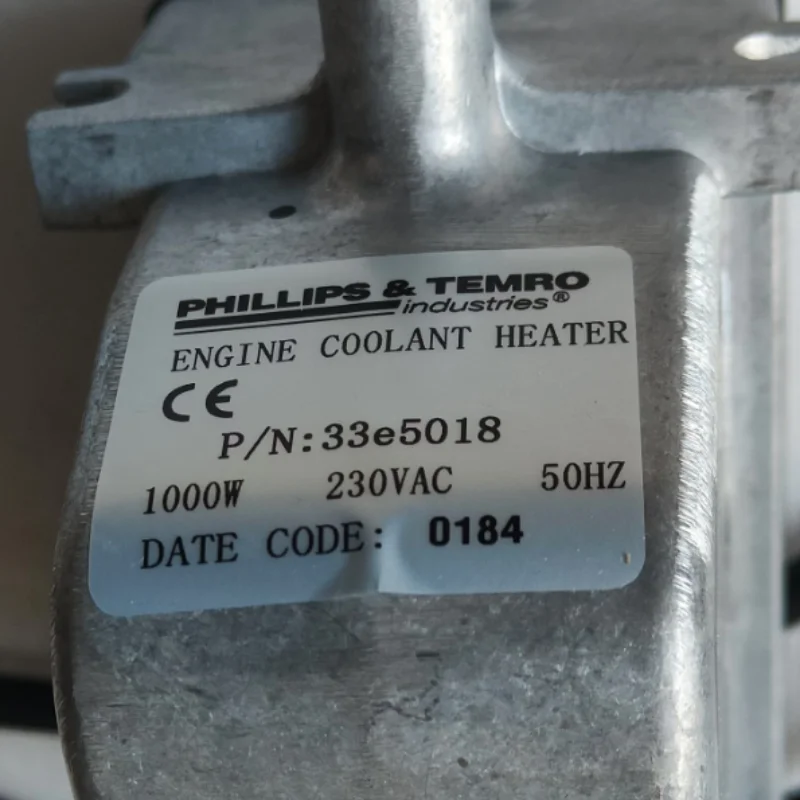 PHILLIPS & TEMRO
industries®
ENGINE COOLANT HEATER
CE
P/N:33e5018
1000W 230VAC 50HZ
DATE CODE: 0184